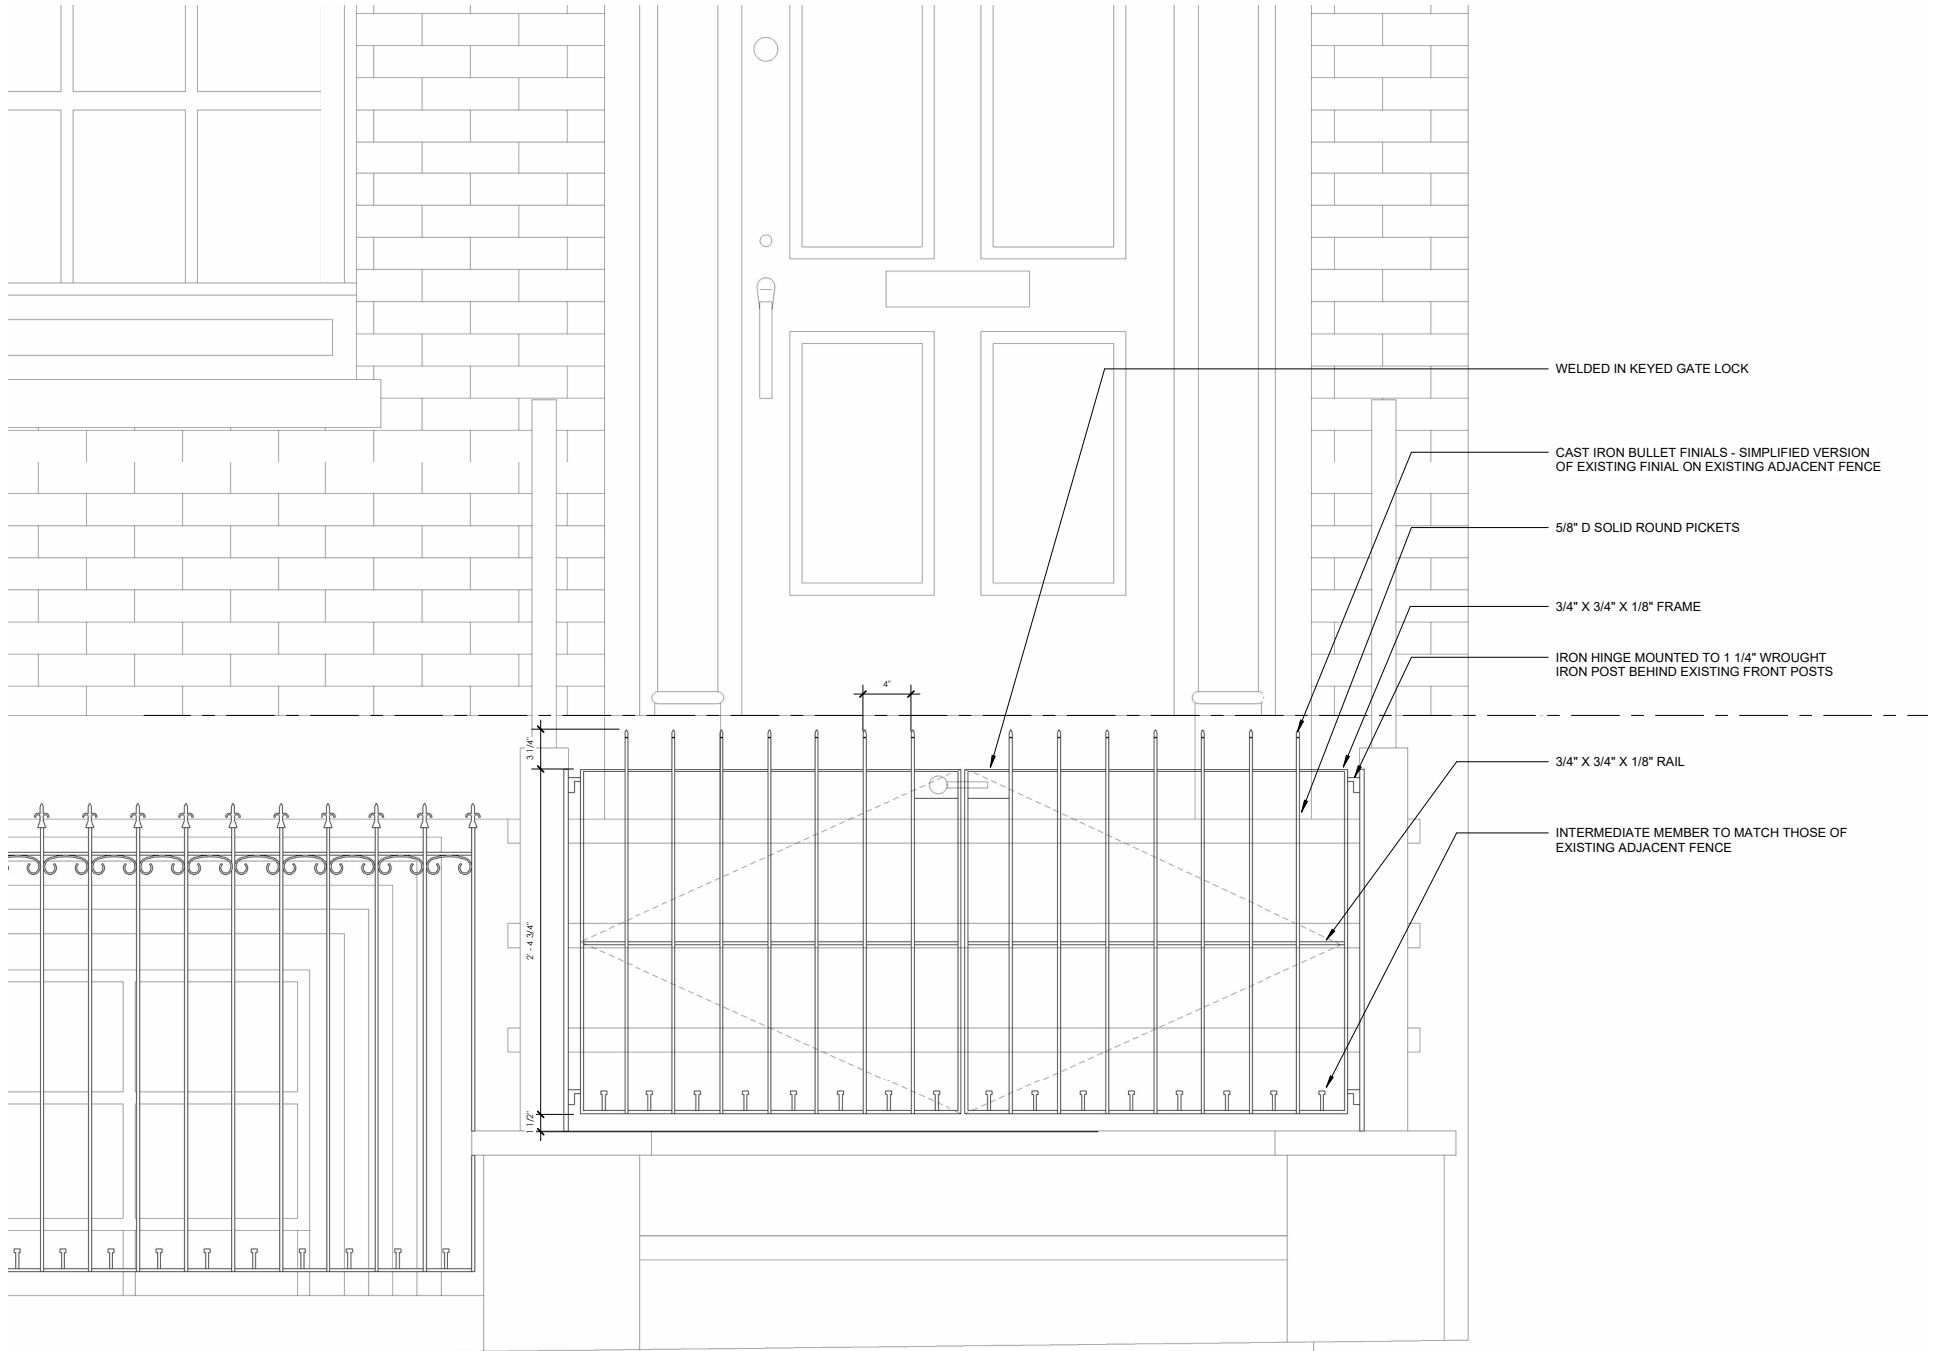 WELDED IN KEYED GATE LOCK
CAST IRON BULLET FINIALS - SIMPLIFIED VERSION
OF EXISTING FINIAL ON EXISTING ADJACENT FENCE
5/8" D SOLID ROUND PICKETS
3/4" X 3/4" X 1/8" FRAME
IRON HINGE MOUNTED TO 1 1/4" WROUGHT
IRON POST BEHIND EXISTING FRONT POSTS
4"
3 1/4"
3/4" X 3/4" X 1/8" RAIL
INTERMEDIATE MEMBER TO MATCH THOSE OF
EXISTING ADJACENT FENCE
2' - 4 3/4"
1 1/2"